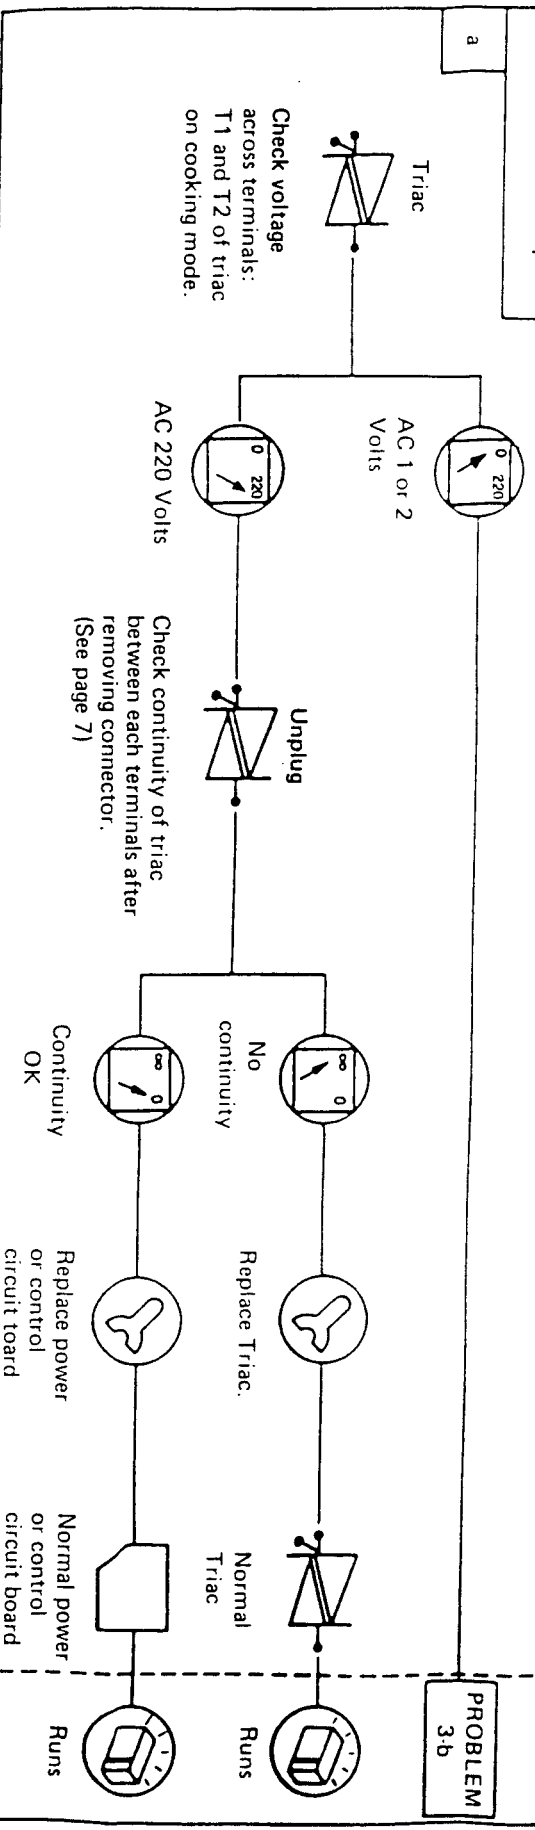 a
Triac
Check voltage
across terminals:
T1 and T2 of triac
on cooking mode.
0 220
AC 1 or 2
Volts
0 220
AC 220 Volts
Unplug
Check continuity of triac
between each terminals after
removing connector.
(See page 7)
∞ 0
No
continuity
∞ 0
Continuity
OK
Replace Triac.
Replace power
or control
circuit toard
Normal
Triac
Normal power
or control
circuit board
PROBLEM
3-b
Runs
Runs